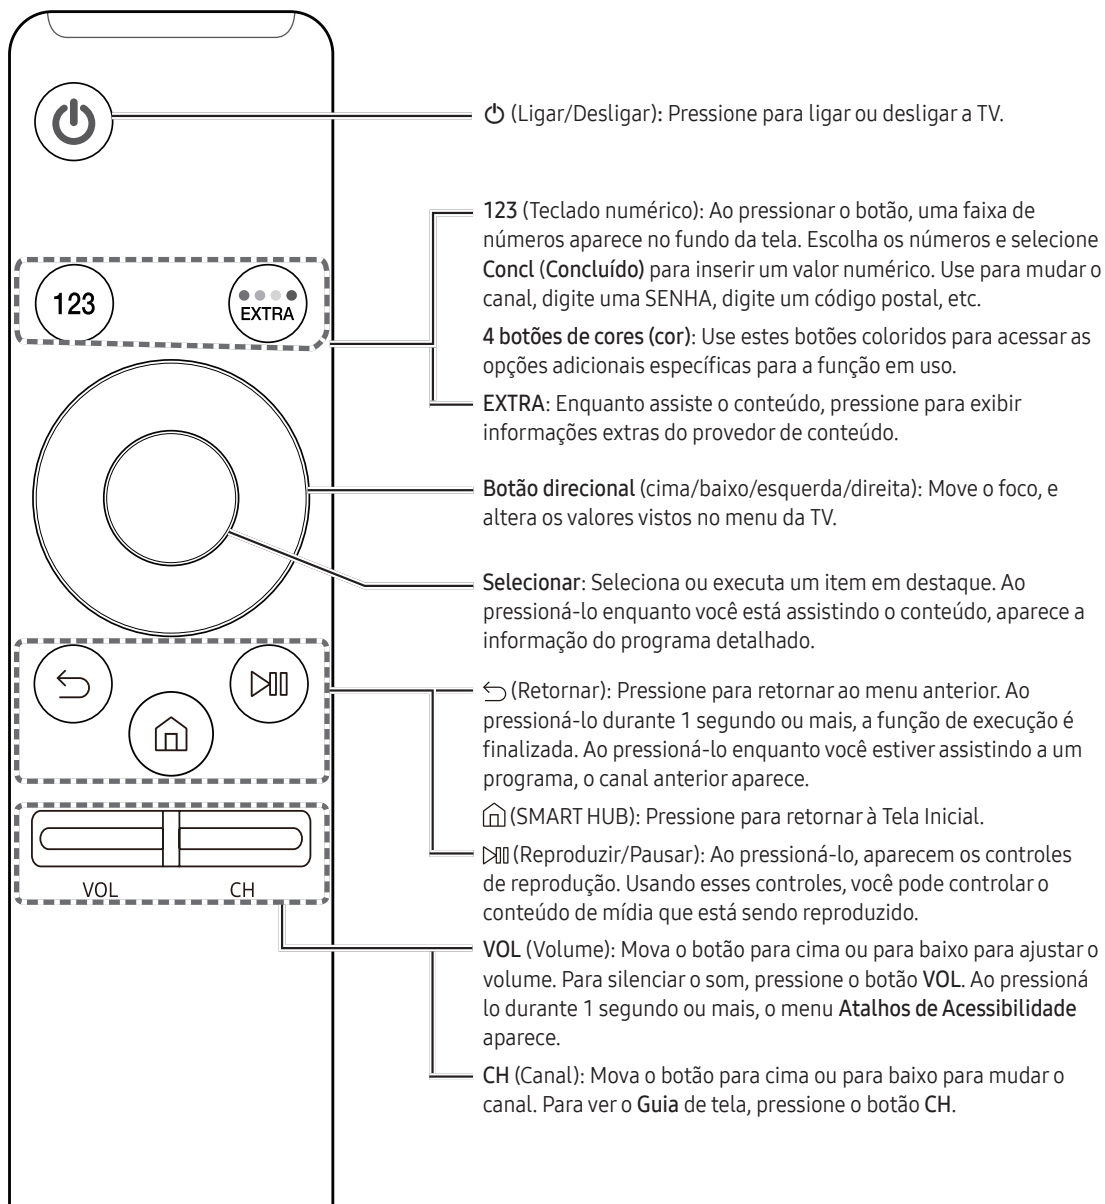 (Ligar/Desligar): Pressione para ligar ou desligar a TV.
123 (Teclado numérico): Ao pressionar o botão, uma faixa de
números aparece no fundo da tela. Escolha os números e selecione
Concl (Concluído) para inserir um valor numérico. Use para mudar o
canal, digite uma SENHA, digite um código postal, etc.
123
EXTRA
4 botões de cores (cor): Use estes botões coloridos para acessar as
opções adicionais específicas para a função em uso.
EXTRA: Enquanto assiste o conteúdo, pressione para exibir
informações extras do provedor de conteúdo.
Botão direcional (cima/baixo/esquerda/direita): Move o foco, e
altera os valores vistos no menu da TV.
Selecionar: Seleciona ou executa um item em destaque. Ao
pressioná-lo enquanto você está assistindo o conteúdo, aparece a
informação do programa detalhado.
(Retornar): Pressione para retornar ao menu anterior. Ao
pressioná-lo durante 1 segundo ou mais, a função de execução é
finalizada. Ao pressioná-lo enquanto você estiver assistindo a um
programa, o canal anterior aparece.
(SMART HUB): Pressione para retornar à Tela Inicial.
(Reproduzir/Pausar): Ao pressioná-lo, aparecem os controles
de reprodução. Usando esses controles, você pode controlar o
conteúdo de mídia que está sendo reproduzido.
VOL
CH
VOL (Volume): Mova o botão para cima ou para baixo para ajustar o
volume. Para silenciar o som, pressione o botão VOL. Ao pressioná
lo durante 1 segundo ou mais, o menu Atalhos de Acessibilidade
aparece.
CH (Canal): Mova o botão para cima ou para baixo para mudar o
canal. Para ver o Guia de tela, pressione o botão CH.